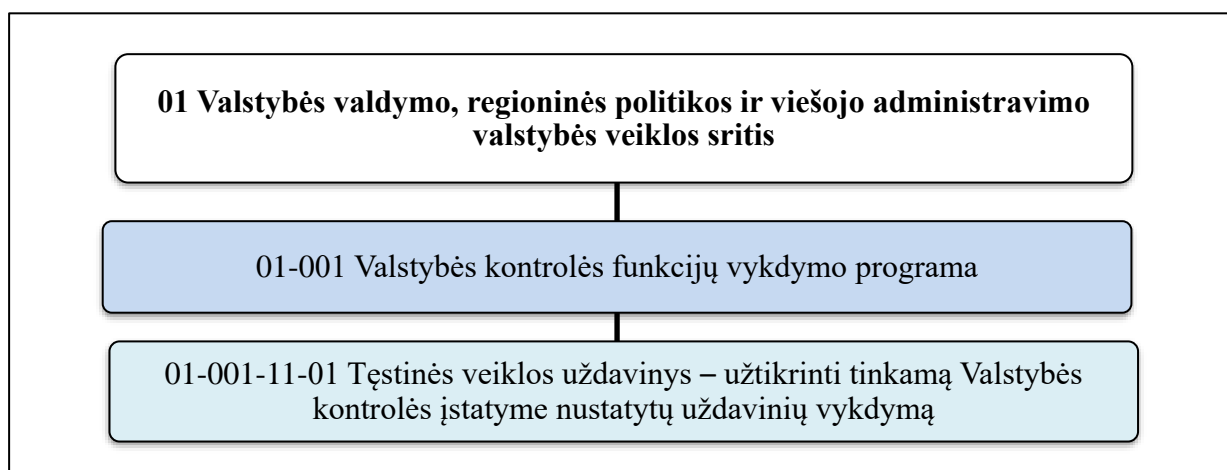 01 Valstybės valdymo, regioninės politikos ir viešojo administravimo
valstybės veiklos sritis
01-001 Valstybės kontrolės funkcijų vykdymo programa
01-001-11-01 Tęstinės veiklos uždavinys – užtikrinti tinkamą Valstybės
kontrolės įstatyme nustatytų uždavinių vykdymą